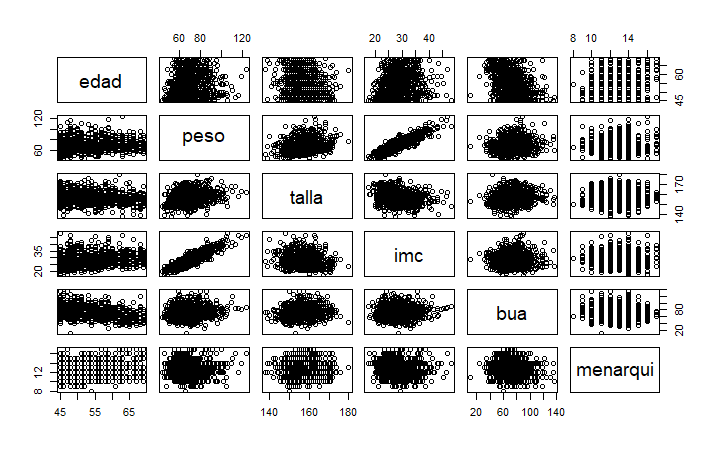 60 80 120
20 30 40
8 10 14
edad
45 60
60 120
peso
talla
140 170
20 35
imc
bua
20 80
8 12
menarqui
45 55 65
140 160 180
20 60 100 140